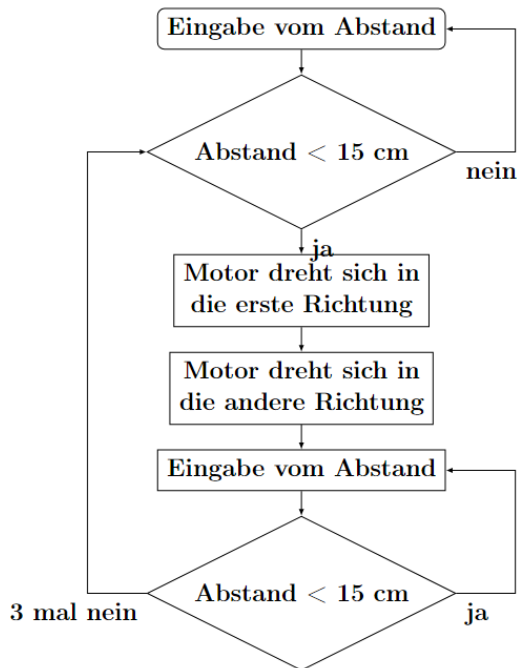 Eingabe vom Abstand
Abstand < 15 cm
nein
ja
Motor dreht sich in
die erste Richtung
Motor dreht sich in
die andere Richtung
Eingabe vom Abstand
Abstand < 15 cm
3 mal nein
ja